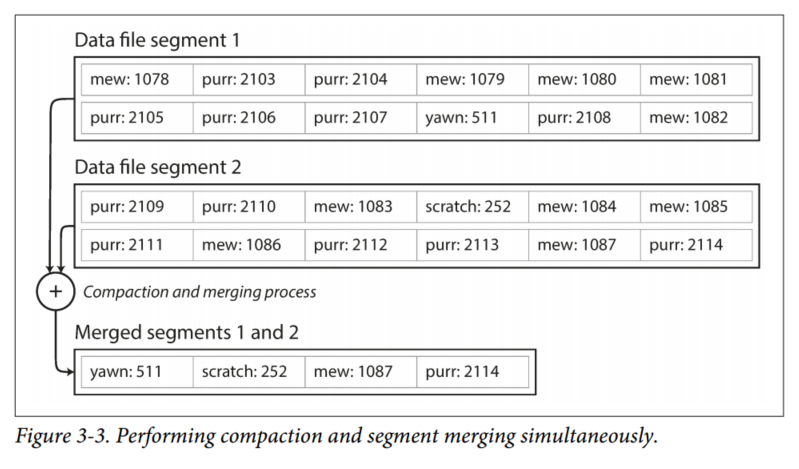 Data file segment 1
mew: 1078 purr: 2103 purr: 2104 mew: 1079 mew: 1080 mew: 1081
purr: 2105 purr: 2106 purr: 2107 yawn: 511 purr: 2108 mew: 1082
Data file segment 2
purr: 2109 purr: 2110 mew: 1083 scratch: 252 mew: 1084 mew: 1085
purr: 2111 mew: 1086 purr: 2112 purr: 2113 mew: 1087 purr: 2114
+ Compaction and merging process
Merged segments 1 and 2
yawn: 511 scratch: 252 mew: 1087 purr: 2114
Figure 3-3. Performing compaction and segment merging simultaneously.